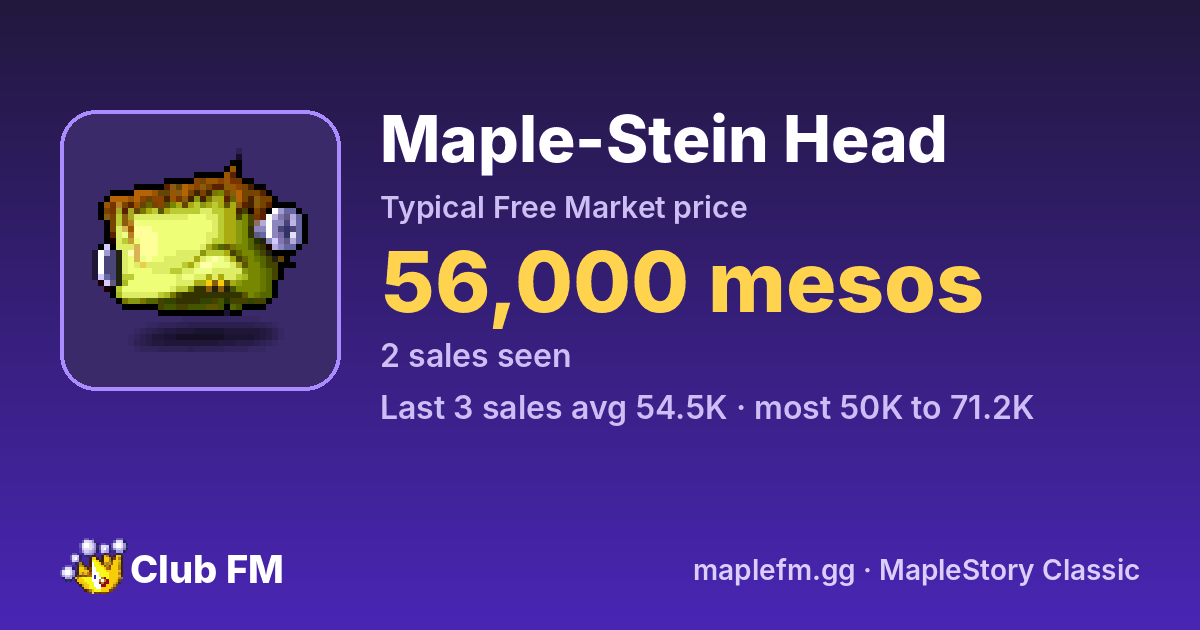 Maple-Stein Head
Typical Free Market price
56,000 mesos
2 sales seen
Last 3 sales avg 54.5K · most 50K to 71.2K
Club FM
maplefm.gg · MapleStory Classic